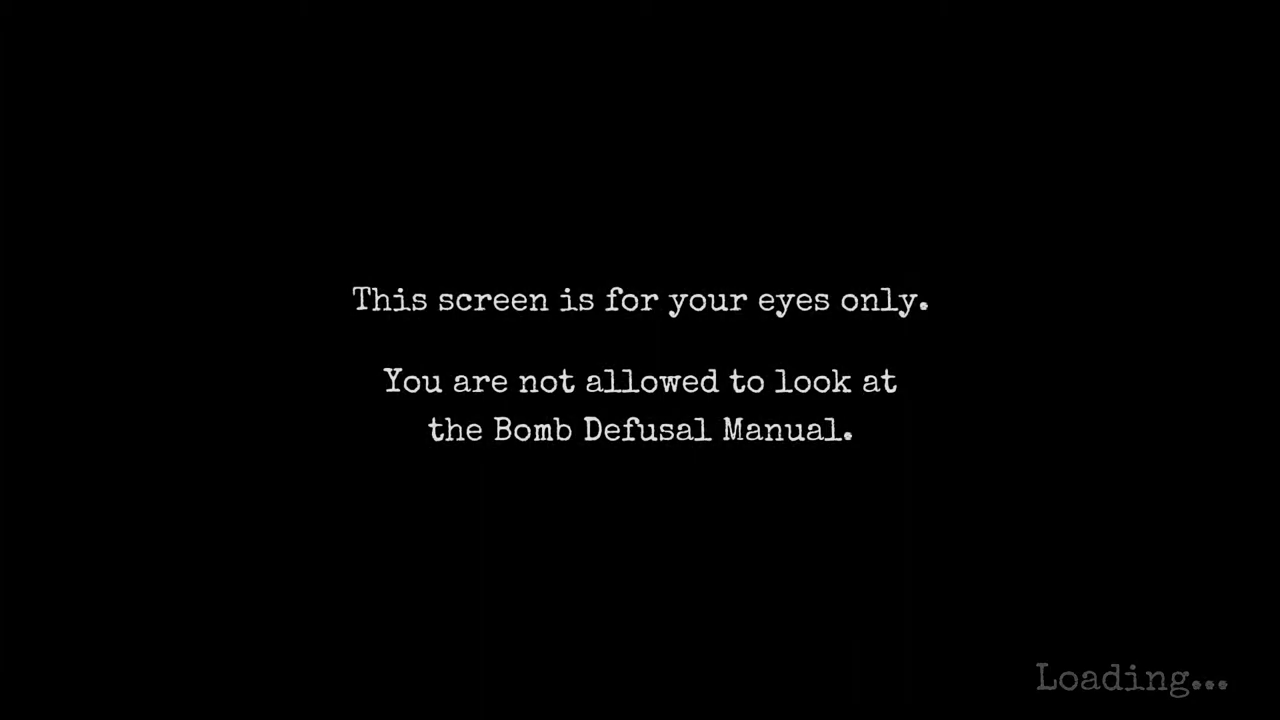 This screen is for your eyes only.
You are not allowed to look at
the Bomb Defusal Manual.
Loading...